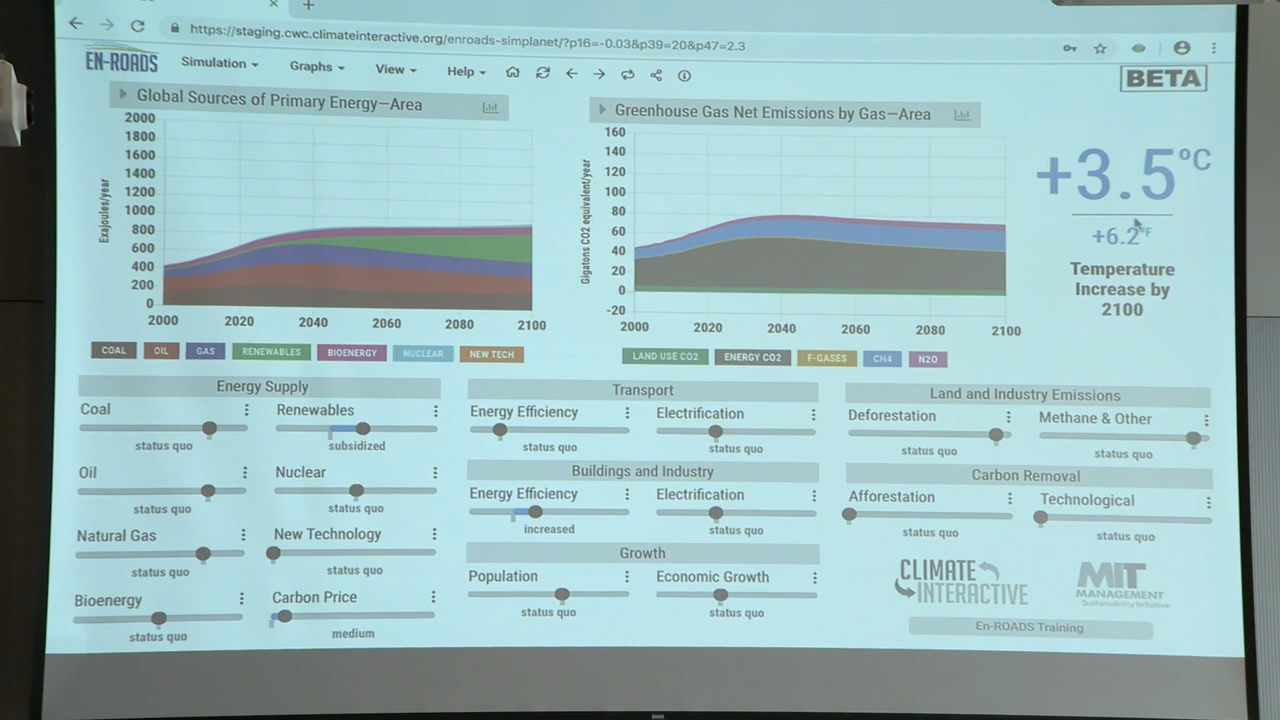 https://staging.cwc.climateinteractive.org/enroads-simplanet/?p16=-0.03&p39=20&p47=2.3
EN-ROADS
Simulation
Graphs
View
Help
BETA
Global Sources of Primary Energy—Area
2000
1800
1600
1400
1200
1000
800
600
400
200
0
Exajoules/year
2000 2020 2040 2060 2080 2100
COAL OIL GAS RENEWABLES BIOENERGY NUCLEAR NEW TECH
Greenhouse Gas Net Emissions by Gas—Area
160
140
120
100
80
60
40
20
0
-20
Gigatons CO2 equivalent/year
2000 2020 2040 2060 2080 2100
LAND USE CO2 ENERGY CO2 F-GASES CH4 N2O
+3.5°C
+6.2°F
Temperature
Increase by
2100
Energy Supply
Coal
status quo
Renewables
subsidized
Oil
status quo
Nuclear
status quo
Natural Gas
status quo
New Technology
status quo
Bioenergy
status quo
Carbon Price
medium
Transport
Energy Efficiency
status quo
Electrification
status quo
Buildings and Industry
Energy Efficiency
increased
Electrification
status quo
Growth
Population
status quo
Economic Growth
status quo
Land and Industry Emissions
Deforestation
status quo
Methane & Other
status quo
Carbon Removal
Afforestation
status quo
Technological
status quo
CLIMATE
INTERACTIVE
MIT
MANAGEMENT
Sustainability Initiative
En-ROADS Training